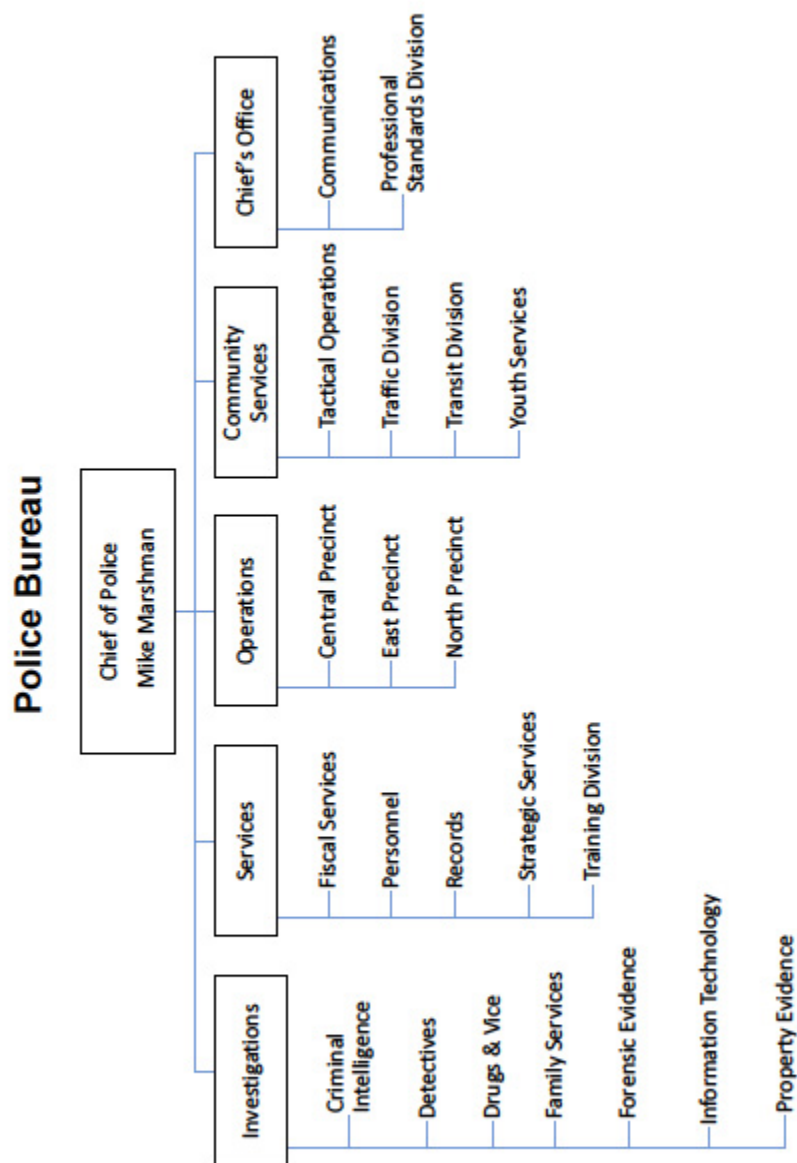 Police Bureau
Chief of Police
Mike Marshman
Investigations
Criminal
Intelligence
Detectives
Drugs & Vice
Family Services
Forensic Evidence
Information Technology
Property Evidence
Services
Fiscal Services
Personnel
Records
Strategic Services
Training Division
Operations
Central Precinct
East Precinct
North Precinct
Community
Services
Tactical Operations
Traffic Division
Transit Division
Youth Services
Chief's Office
Communications
Professional
Standards Division